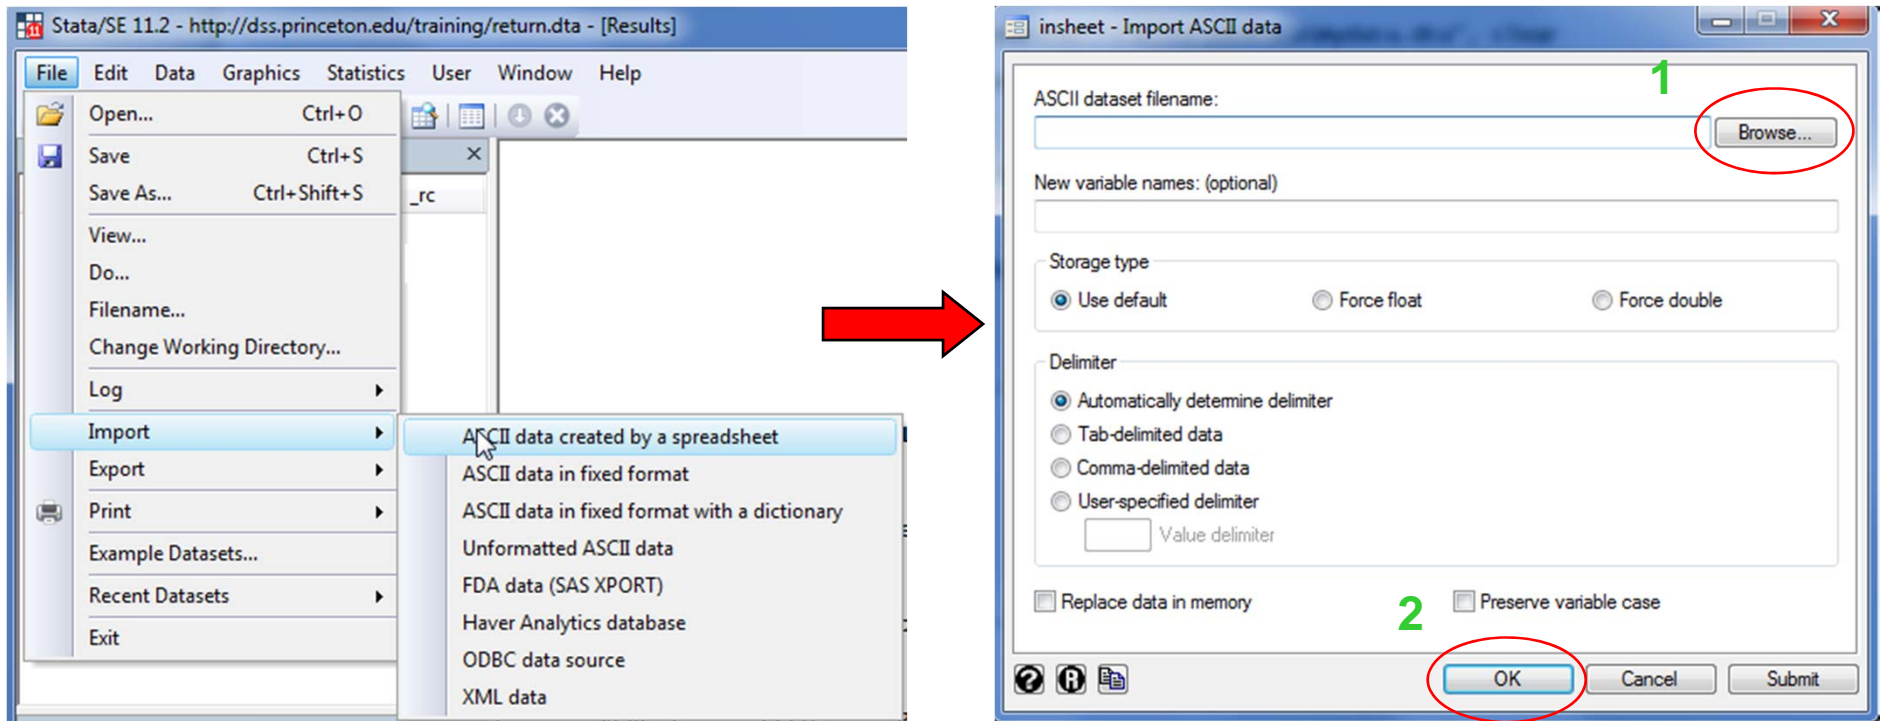 Stata/SE 11.2 - http://dss.princeton.edu/training/return.dta - [Results]
File Edit Data Graphics Statistics User Window Help
Open... Ctrl+O
Save Ctrl+S
Save As... Ctrl+Shift+S
_rc
View...
Do...
Filename...
Change Working Directory...
Log
Import
Export
Print
Example Datasets...
Recent Datasets
Exit
ASCII data created by a spreadsheet
ASCII data in fixed format
ASCII data in fixed format with a dictionary
Unformatted ASCII data
FDA data (SAS XPORT)
Haver Analytics database
ODBC data source
XML data
insheet - Import ASCII data
1
ASCII dataset filename:
Browse...
New variable names: (optional)
Storage type
Use default Force float Force double
Delimiter
Automatically determine delimiter
Tab-delimited data
Comma-delimited data
User-specified delimiter
Value delimiter
Replace data in memory Preserve variable case
2
OK Cancel Submit